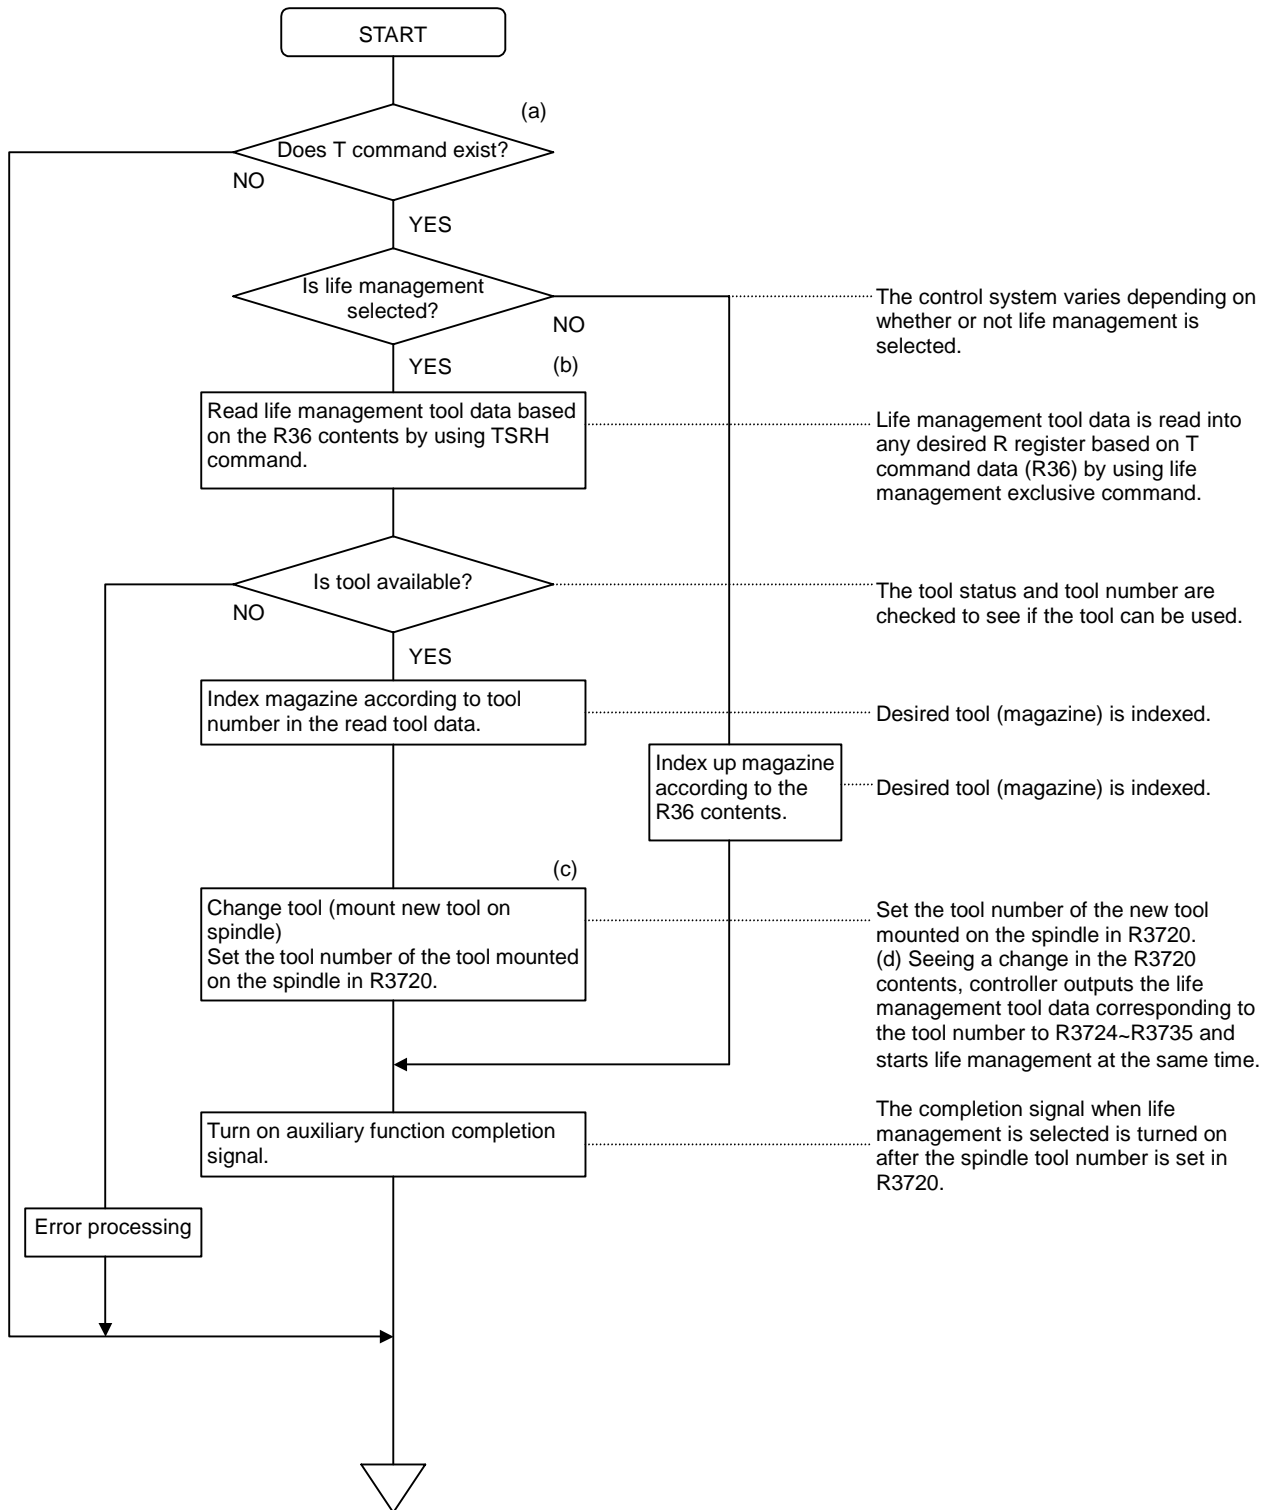 START
(a)
Does T command exist?
NO
YES
Is life management
selected?
NO
The control system varies depending on
whether or not life management is
selected.
YES
(b)
Read life management tool data based
on the R36 contents by using TSRH
command.
Life management tool data is read into
any desired R register based on T
command data (R36) by using life
management exclusive command.
Is tool available?
NO
The tool status and tool number are
checked to see if the tool can be used.
YES
Index magazine according to tool
number in the read tool data.
Desired tool (magazine) is indexed.
Index up magazine
according to the
R36 contents.
Desired tool (magazine) is indexed.
(c)
Change tool (mount new tool on
spindle)
Set the tool number of the tool mounted
on the spindle in R3720.
Set the tool number of the new tool
mounted on the spindle in R3720.
(d) Seeing a change in the R3720
contents, controller outputs the life
management tool data corresponding to
the tool number to R3724~R3735 and
starts life management at the same time.
Turn on auxiliary function completion
signal.
The completion signal when life
management is selected is turned on
after the spindle tool number is set in
R3720.
Error processing